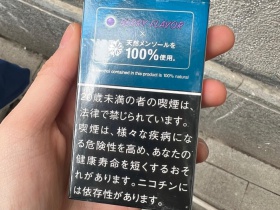 天然メンソールを
100%使用。
contained in this product is 100% natural
20歳未満の者の喫煙は、
法律で禁じられています。
喫煙は、様々な疾病になる
危険性を高め、あなたの
健康寿命を短くするおそ
れがあります。ニコチンに
は依存性があります。